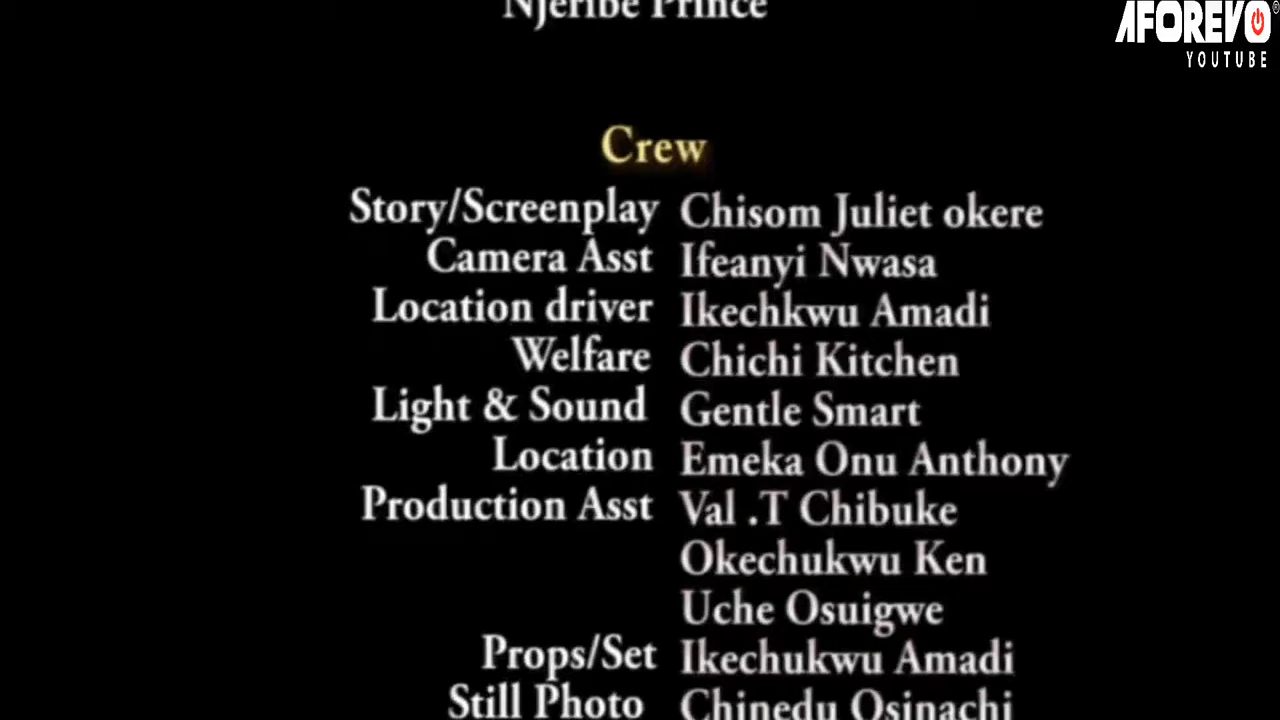 Njeribe Prince
AFOREVO®
YOUTUBE
Crew
Story/Screenplay Chisom Juliet okere
Camera Asst Ifeanyi Nwasa
Location driver Ikechkwu Amadi
Welfare Chichi Kitchen
Light & Sound Gentle Smart
Location Emeka Onu Anthony
Production Asst Val .T Chibuke
Okechukwu Ken
Uche Osuigwe
Props/Set Ikechukwu Amadi
Still Photo Chinedu Osinachi